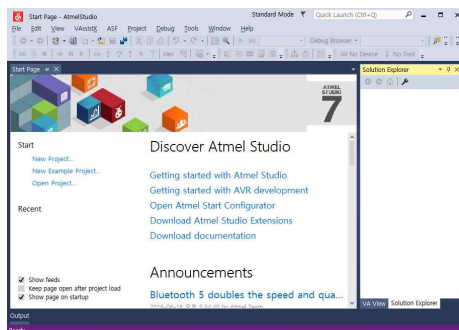 Start Page - AtmelStudio
Standard Mode
Quick Launch (Ctrl+Q)
File Edit View VAssistX ASF Project Debug Tools Window Help
Debug Browser
Hex
No Device
No Tool
Start Page
Solution Explorer
ATMEL
STUDIO
7
Start
New Project...
New Example Project...
Open Project...
Recent
Show feeds
Keep page open after project load
Show page on startup
Discover Atmel Studio
Getting started with Atmel Studio
Getting started with AVR development
Open Atmel Start Configurator
Download Atmel Studio Extensions
Download documentation
Announcements
Bluetooth 5 doubles the speed and qua...
VA View Solution Explorer
Output
Ready